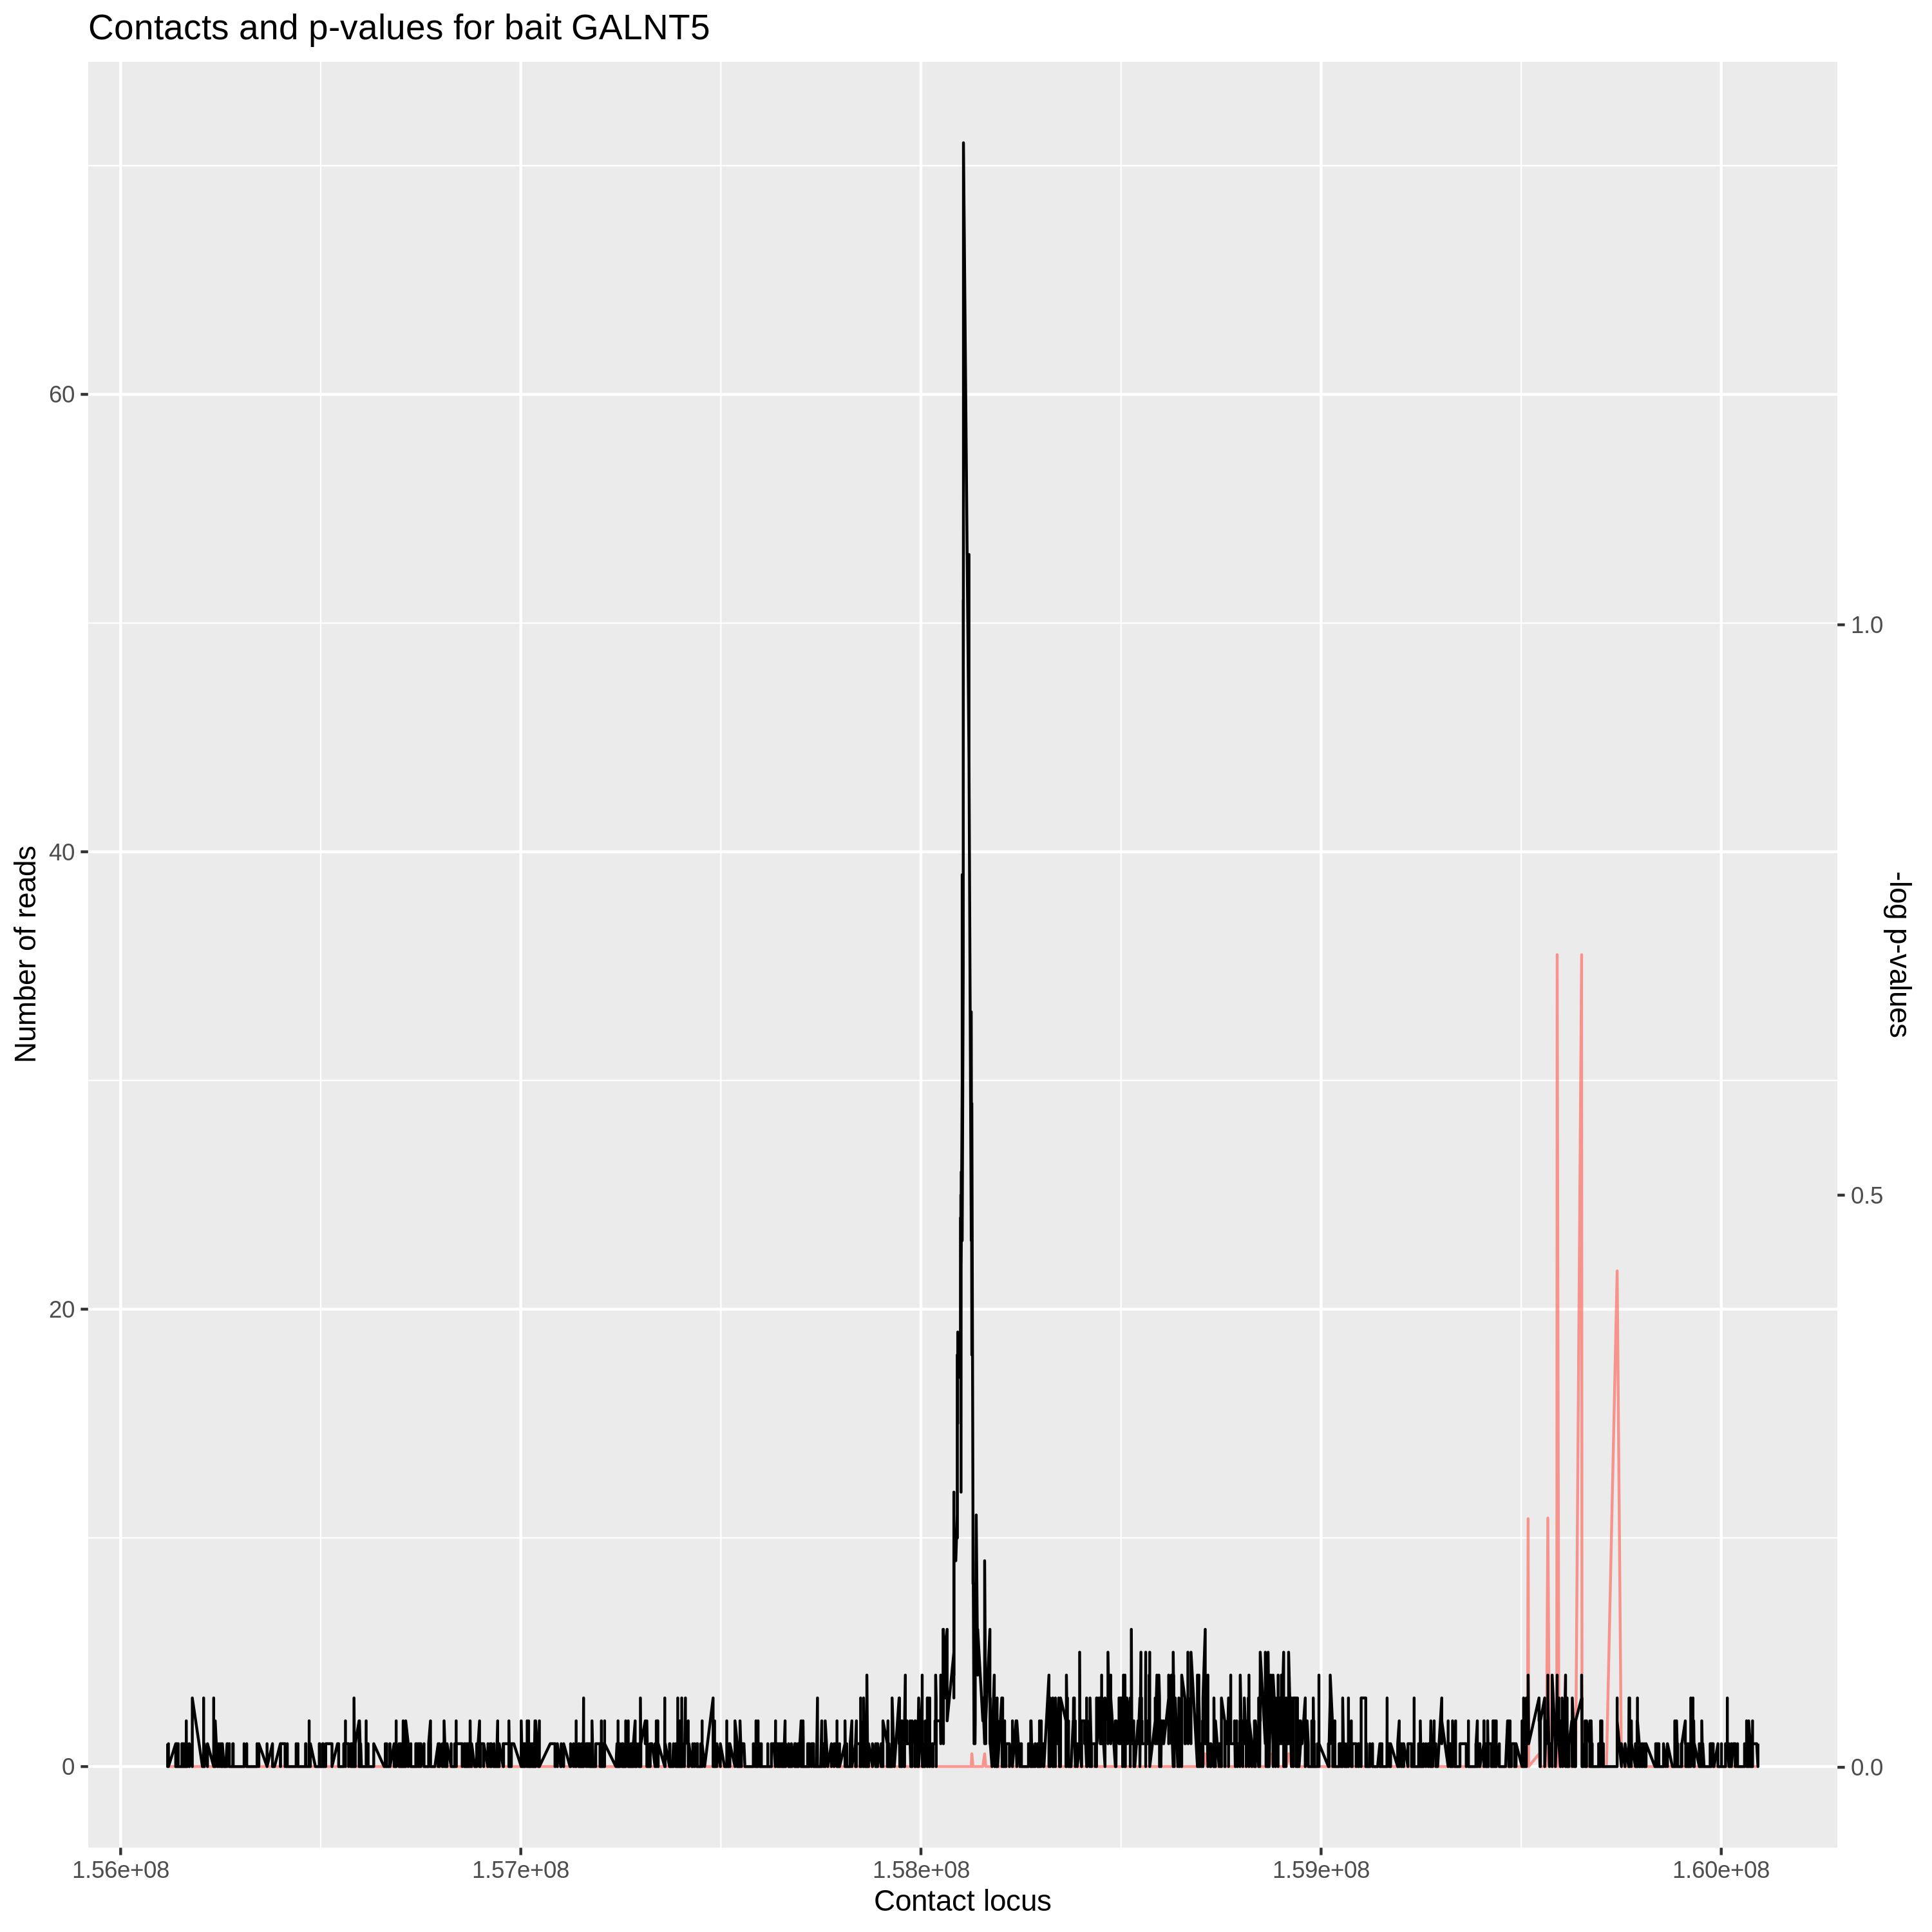 Contacts and p-values for bait GALNT5
Number of reads
60
40
20
0
1.0
0.5
0.0
-log p-values
1.56e+08
1.57e+08
1.58e+08
1.59e+08
1.60e+08
Contact locus